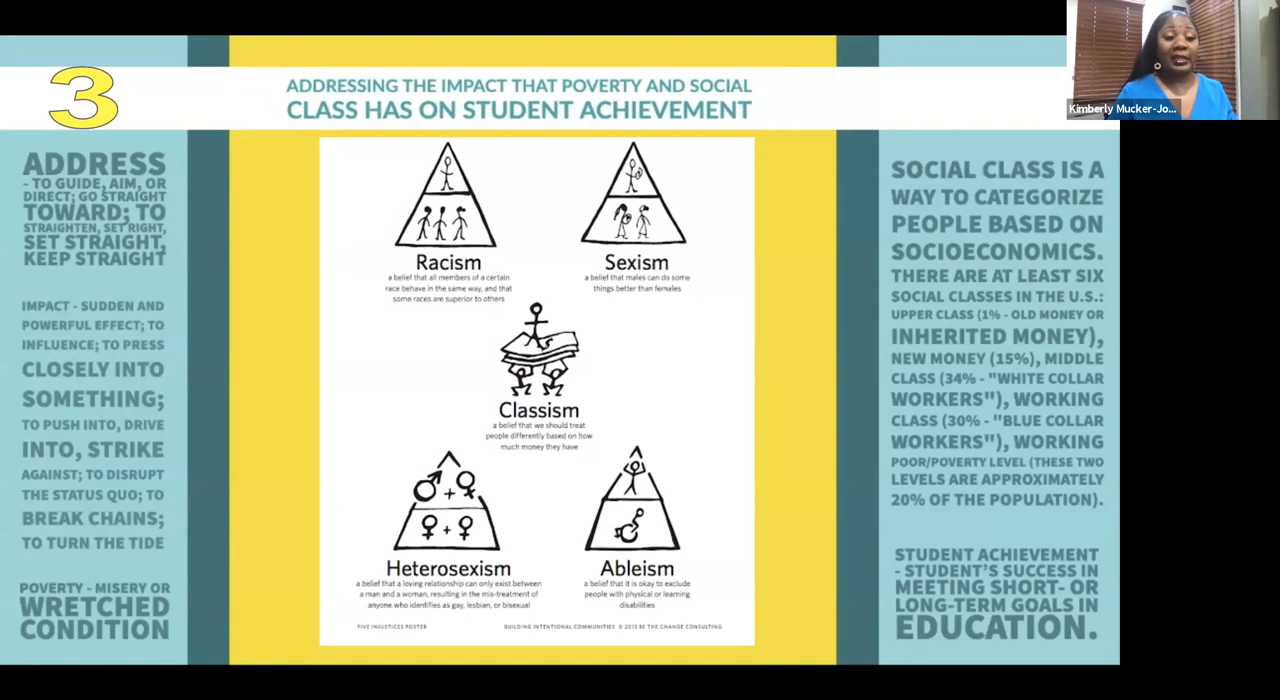 3
ADDRESSING THE IMPACT THAT POVERTY AND SOCIAL
CLASS HAS ON STUDENT ACHIEVEMENT
Kimberly Mucker-Jo...
ADDRESS
- TO GUIDE, AIM, OR
DIRECT; GO STRAIGHT
TOWARD; TO
STRAIGHTEN, SET RIGHT,
SET STRAIGHT,
KEEP STRAIGHT
IMPACT - SUDDEN AND
POWERFUL EFFECT; TO
INFLUENCE; TO PRESS
CLOSELY INTO
SOMETHING;
TO PUSH INTO, DRIVE
INTO, STRIKE
AGAINST; TO DISRUPT
THE STATUS QUO; TO
BREAK CHAINS;
TO TURN THE TIDE
POVERTY - MISERY OR
WRETCHED
CONDITION
Racism
a belief that all members of a certain
race behave in the same way, and that
some races are superior to others
Sexism
a belief that males can do some
things better than females
Classism
a belief that we should treat
people differently based on how
much money they have
Heterosexism
a belief that a loving relationship can only exist between
a man and a woman, resulting in the mis-treatment of
anyone who identifies as gay, lesbian, or bisexual
Ableism
a belief that it is okay to exclude
people with physical or learning
disabilities
FIVE INJUSTICES POSTER
BUILDING INTENTIONAL COMMUNITIES © 2013 BE THE CHANGE CONSULTING
SOCIAL CLASS IS A
WAY TO CATEGORIZE
PEOPLE BASED ON
SOCIOECONOMICS.
THERE ARE AT LEAST SIX
SOCIAL CLASSES IN THE U.S.:
UPPER CLASS (1% - OLD MONEY OR
INHERITED MONEY),
NEW MONEY (15%), MIDDLE
CLASS (34% - "WHITE COLLAR
WORKERS"), WORKING
CLASS (30% - "BLUE COLLAR
WORKERS"), WORKING
POOR/POVERTY LEVEL (THESE TWO
LEVELS ARE APPROXIMATELY
20% OF THE POPULATION).
STUDENT ACHIEVEMENT
- STUDENT'S SUCCESS IN
MEETING SHORT- OR
LONG-TERM GOALS IN
EDUCATION.